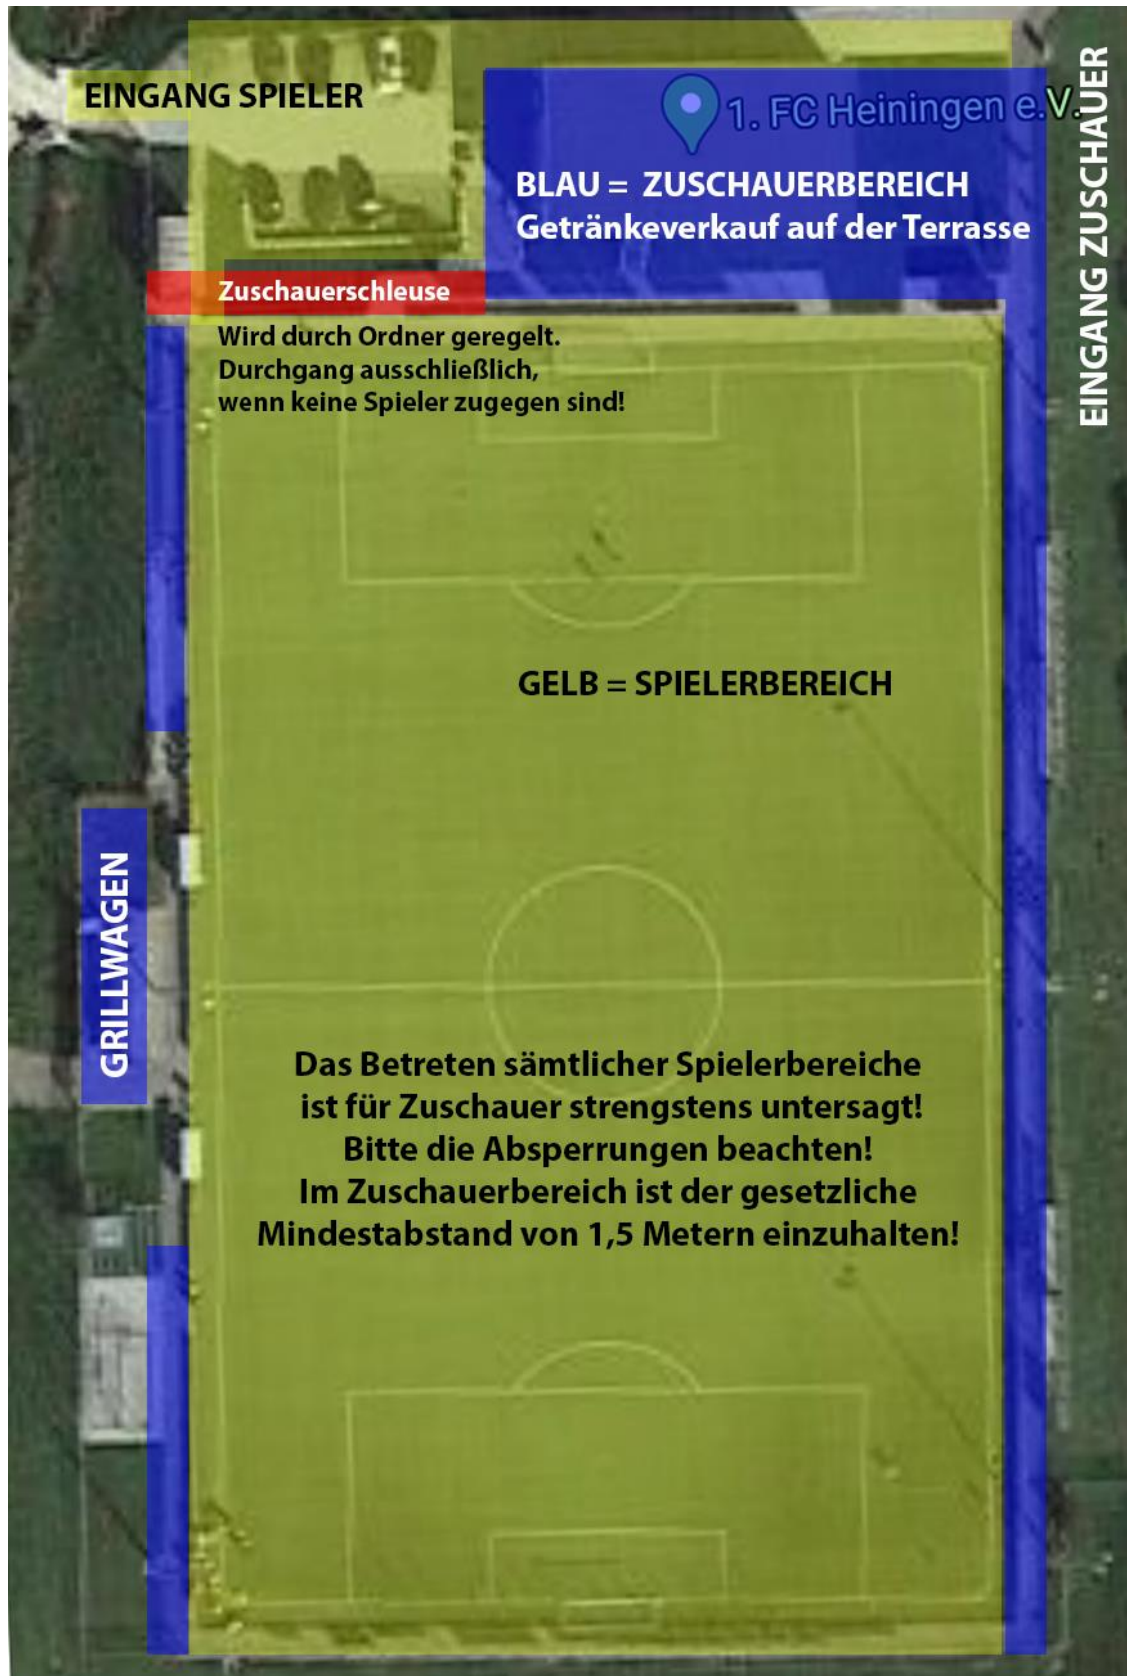 EINGANG SPIELER
1. FC Heiningen e.V.
EINGANG ZUSCHAUER
BLAU = ZUSCHAUERBEREICH
Getränkeverkauf auf der Terrasse
Zuschauerschleuse
Wird durch Ordner geregelt.
Durchgang ausschließlich,
wenn keine Spieler zugegen sind!
GELB = SPIELERBEREICH
GRILLWAGEN
Das Betreten sämtlicher Spielerbereiche
ist für Zuschauer strengstens untersagt!
Bitte die Absperrungen beachten!
Im Zuschauerbereich ist der gesetzliche
Mindestabstand von 1,5 Metern einzuhalten!